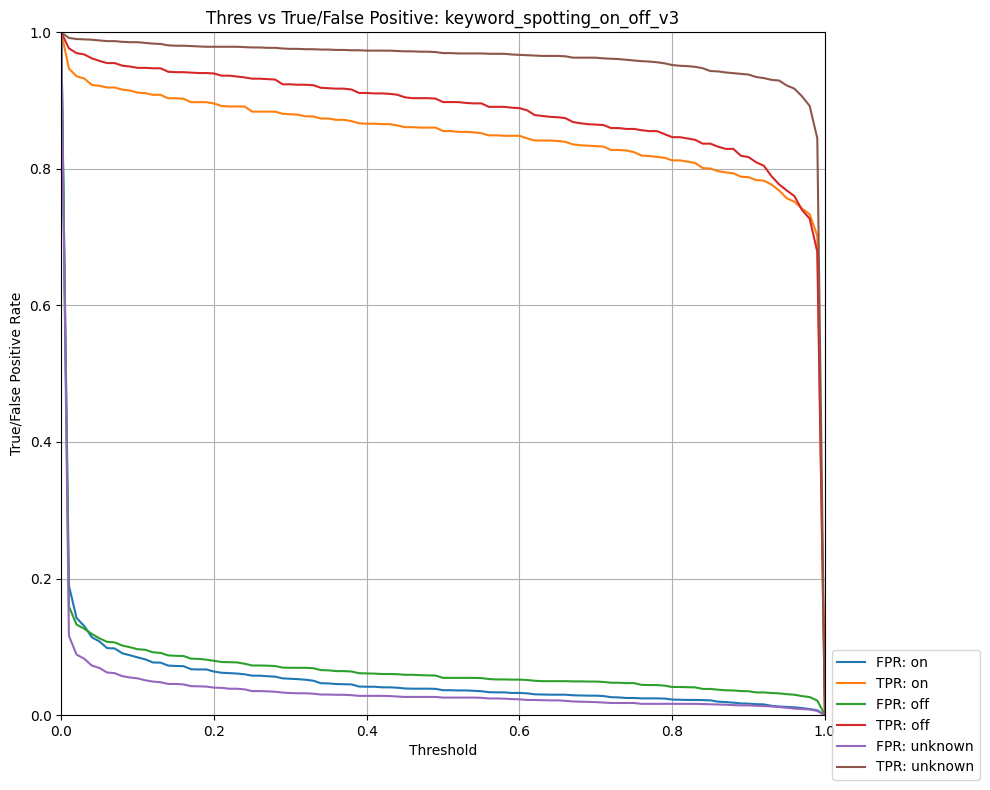 Thres vs True/False Positive: keyword_spotting_on_off_v3
1.0
0.8
0.6
0.4
0.2
0.0
True/False Positive Rate
0.0 0.2 0.4 0.6 0.8 1.0
Threshold
FPR: on
TPR: on
FPR: off
TPR: off
FPR: unknown
TPR: unknown